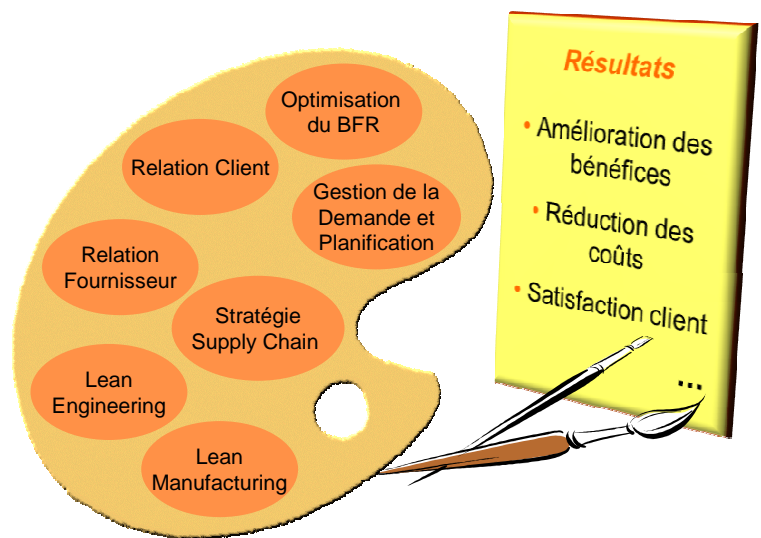 Optimisation
du BFR
Relation Client
Gestion de la
Demande et
Planification
Relation
Fournisseur
Stratégie
Supply Chain
Lean
Engineering
Lean
Manufacturing
Résultats
• Amélioration des
bénéfices
• Réduction des
coûts
• Satisfaction client
...